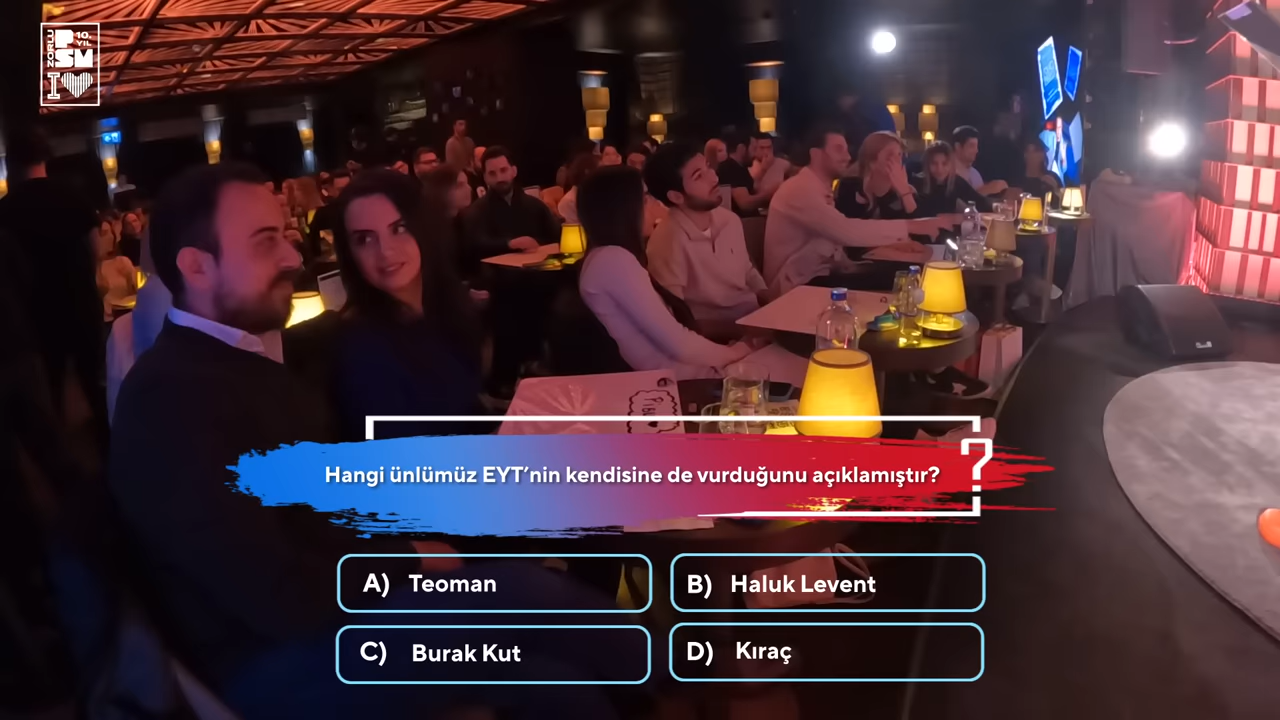 ZORLU
PSM
10.
YIL
I
Hangi ünlümüz EYT'nin kendisine de vurduğunu açıklamıştır?
?
A) Teoman
B) Haluk Levent
C) Burak Kut
D) Kıraç